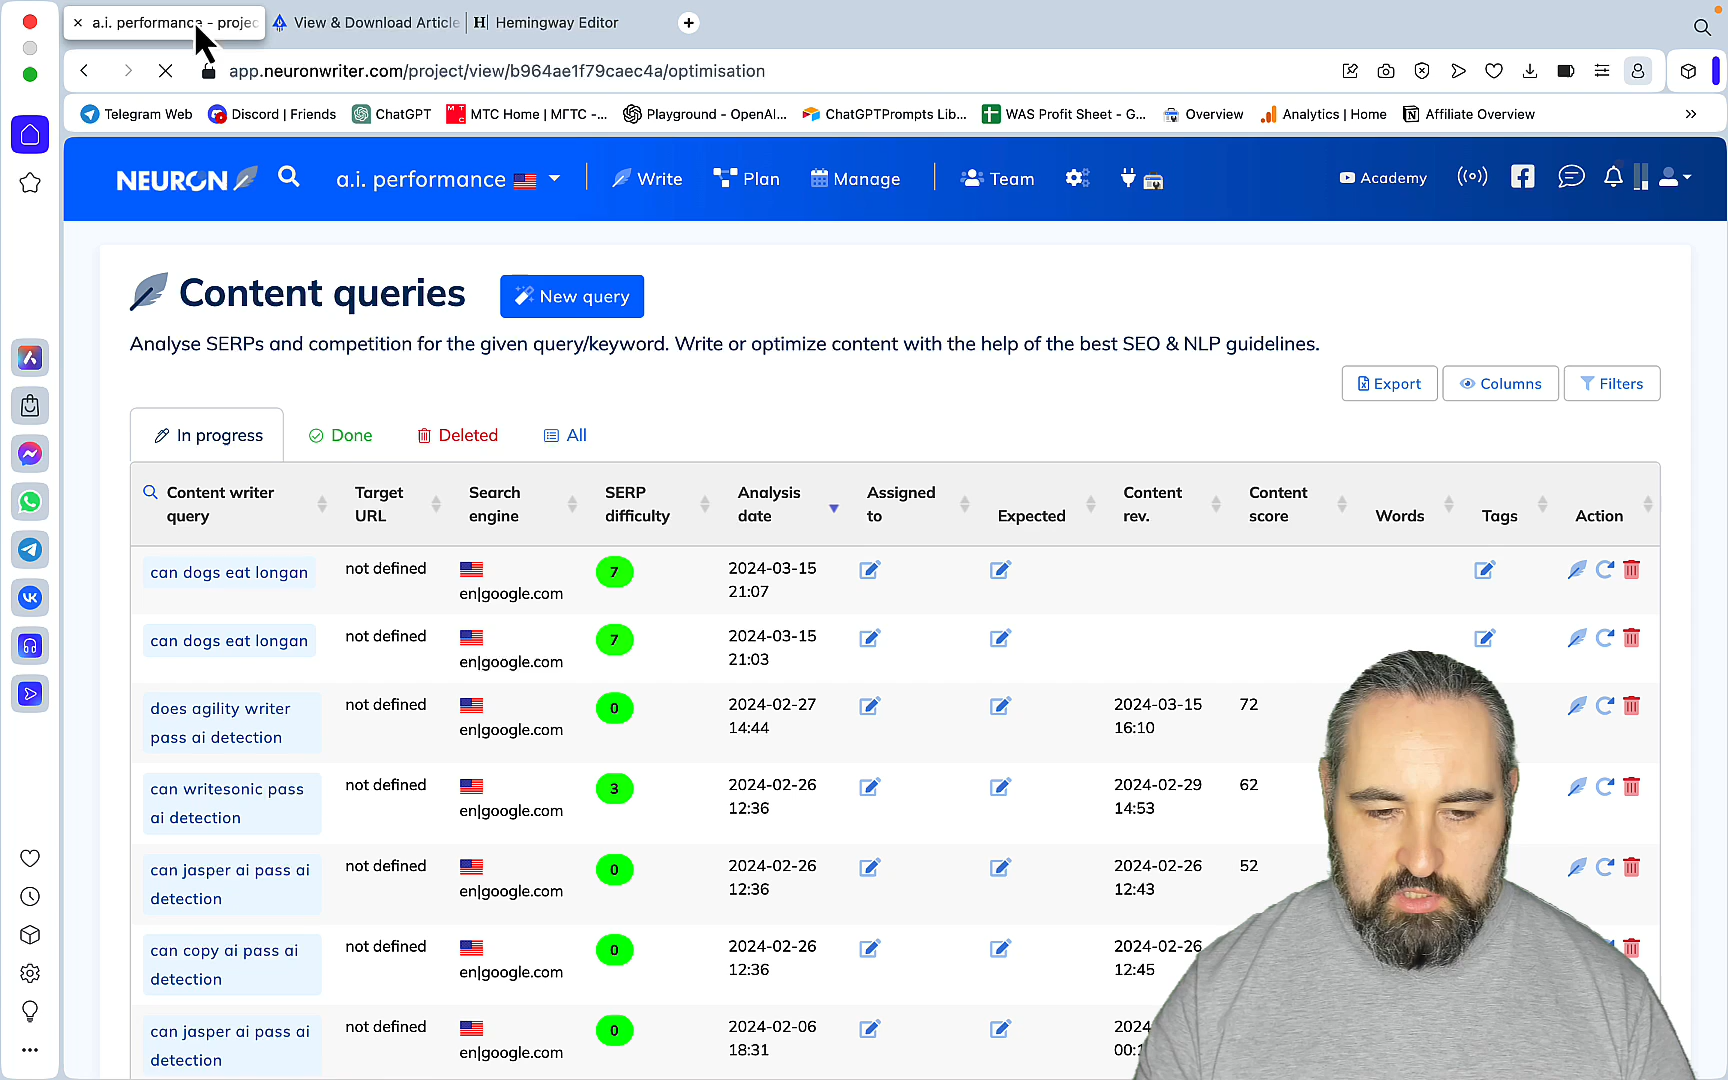 a.i. performance - projec
View & Download Article
H Hemingway Editor
app.neuronwriter.com/project/view/b964ae1f79caec4a/optimisation
Telegram Web
Discord | Friends
ChatGPT
МТС Home | МГТС -...
Playground - OpenAI...
ChatGPTPrompts Lib...
WAS Profit Sheet - G...
Overview
Analytics | Home
Affiliate Overview
NEURON
a.i. performance
Write
Plan
Manage
Team
Academy
Content queries
New query
Analyse SERPs and competition for the given query/keyword. Write or optimize content with the help of the best SEO & NLP guidelines.
Export
Columns
Filters
In progress
Done
Deleted
All
Content writer query
Target URL
Search engine
SERP difficulty
Analysis date
Assigned to
Expected
Content rev.
Content score
Words
Tags
Action
can dogs eat longan
not defined
en|google.com
7
2024-03-15
21:07
can dogs eat longan
not defined
en|google.com
7
2024-03-15
21:03
does agility writer
pass ai detection
not defined
en|google.com
0
2024-02-27
14:44
2024-03-15
16:10
72
can writesonic pass
ai detection
not defined
en|google.com
3
2024-02-26
12:36
2024-02-29
14:53
62
can jasper ai pass ai
detection
not defined
en|google.com
0
2024-02-26
12:36
2024-02-26
12:43
52
can copy ai pass ai
detection
not defined
en|google.com
0
2024-02-26
12:36
2024-02-26
12:45
can jasper ai pass ai
detection
not defined
en|google.com
0
2024-02-06
18:31
2024
00: